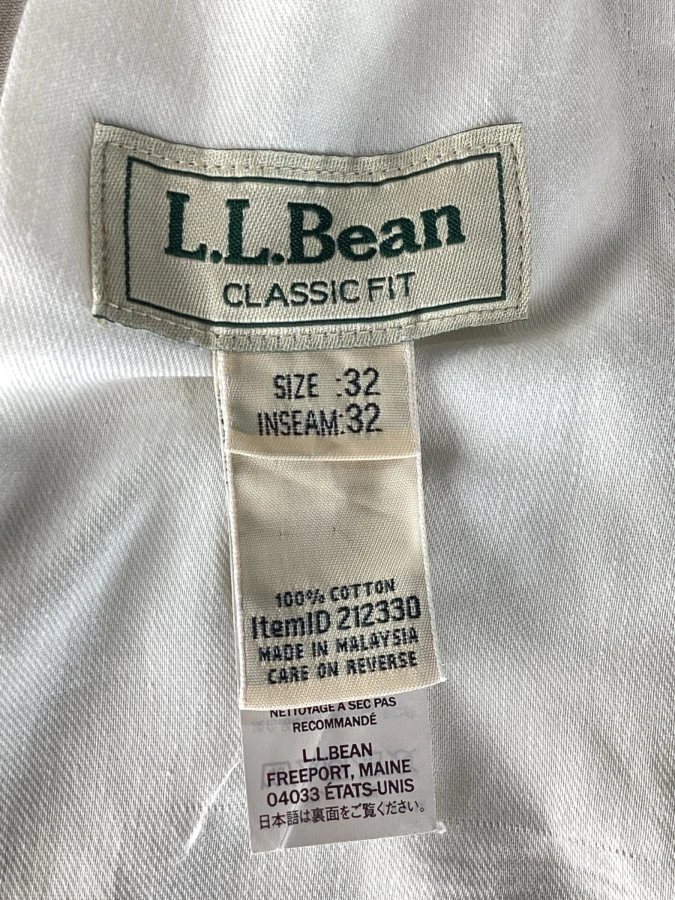 L.L.Bean
CLASSIC FIT
SIZE :32
INSEAM:32
100% COTTON
ItemID 212330
MADE IN MALAYSIA
CARE ON REVERSE
NETTOYAGE À SEC PAS
RECOMMANDÉ
L.L.BEAN
FREEPORT, MAINE
04033 ÉTATS-UNIS
日本語は裏面をご覧ください。